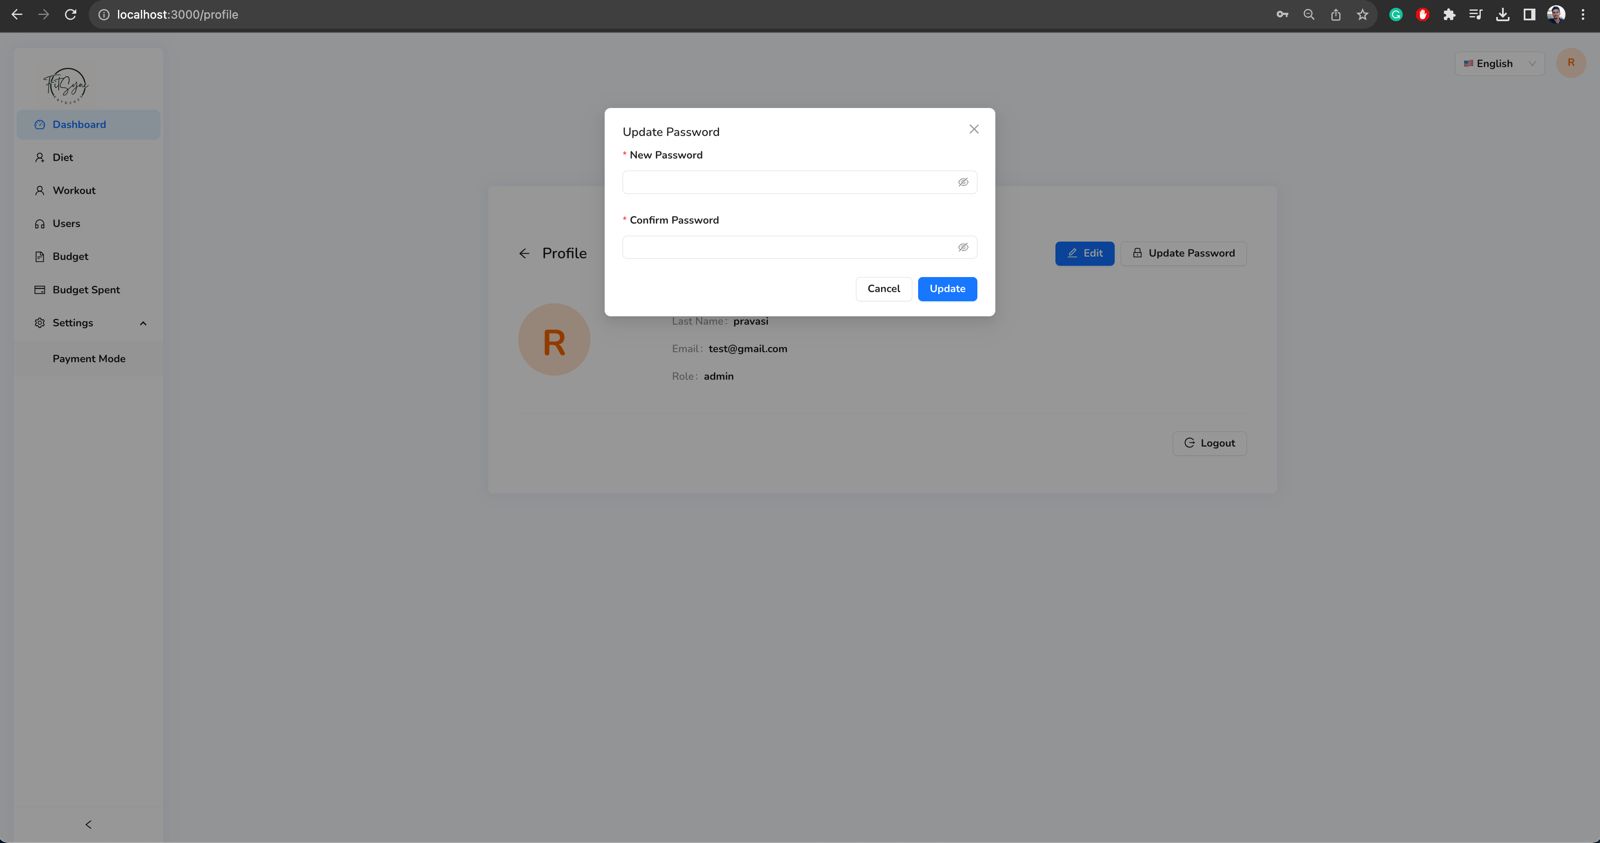 localhost:3000/profile
English
R
Dashboard
Diet
Workout
Users
Budget
Budget Spent
Settings
Payment Mode
Update Password
* New Password
* Confirm Password
Cancel
Update
Profile
Edit
Update Password
R
Last Name: pravasi
Email: test@gmail.com
Role: admin
Logout